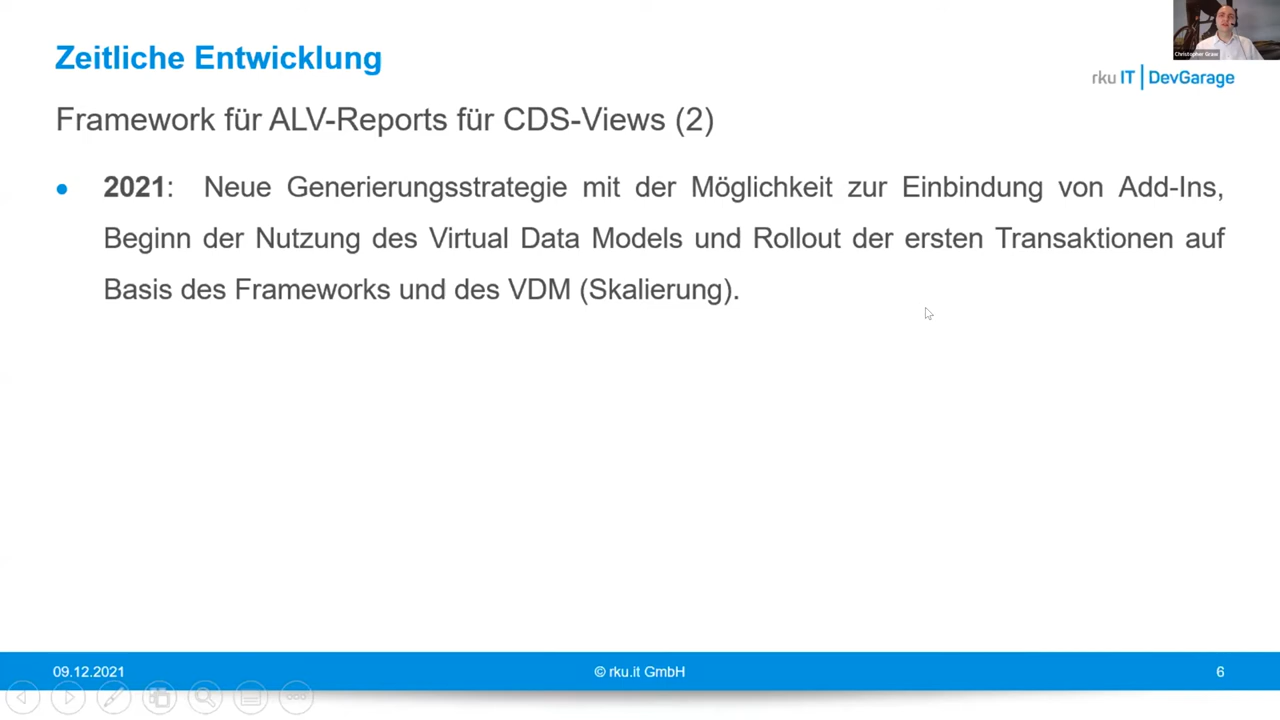 Zeitliche Entwicklung
Christopher Graw
rku IT | DevGarage
Framework für ALV-Reports für CDS-Views (2)
• 2021: Neue Generierungsstrategie mit der Möglichkeit zur Einbindung von Add-Ins,
Beginn der Nutzung des Virtual Data Models und Rollout der ersten Transaktionen auf
Basis des Frameworks und des VDM (Skalierung).
09.12.2021
© rku.it GmbH
6